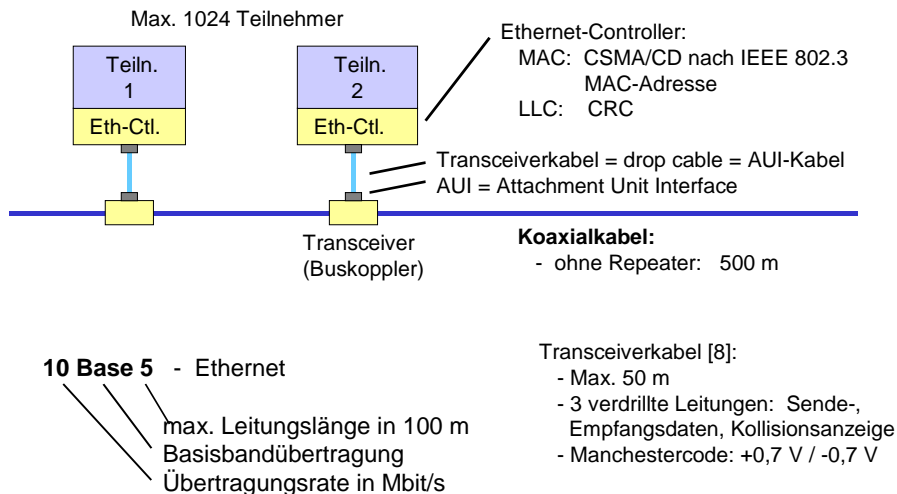 Max. 1024 Teilnehmer
Teiln.
1
Eth-Ctl.
Teiln.
2
Eth-Ctl.
Ethernet-Controller:
MAC: CSMA/CD nach IEEE 802.3
MAC-Adresse
LLC: CRC
Transceiverkabel = drop cable = AUI-Kabel
AUI = Attachment Unit Interface
Transceiver
(Buskoppler)
Koaxialkabel:
- ohne Repeater: 500 m
10 Base 5 - Ethernet
max. Leitungslänge in 100 m
Basisbandübertragung
Übertragungsrate in Mbit/s
Transceiverkabel [8]:
- Max. 50 m
- 3 verdrillte Leitungen: Sende-,
Empfangsdaten, Kollisionsanzeige
- Manchestercode: +0,7 V / -0,7 V